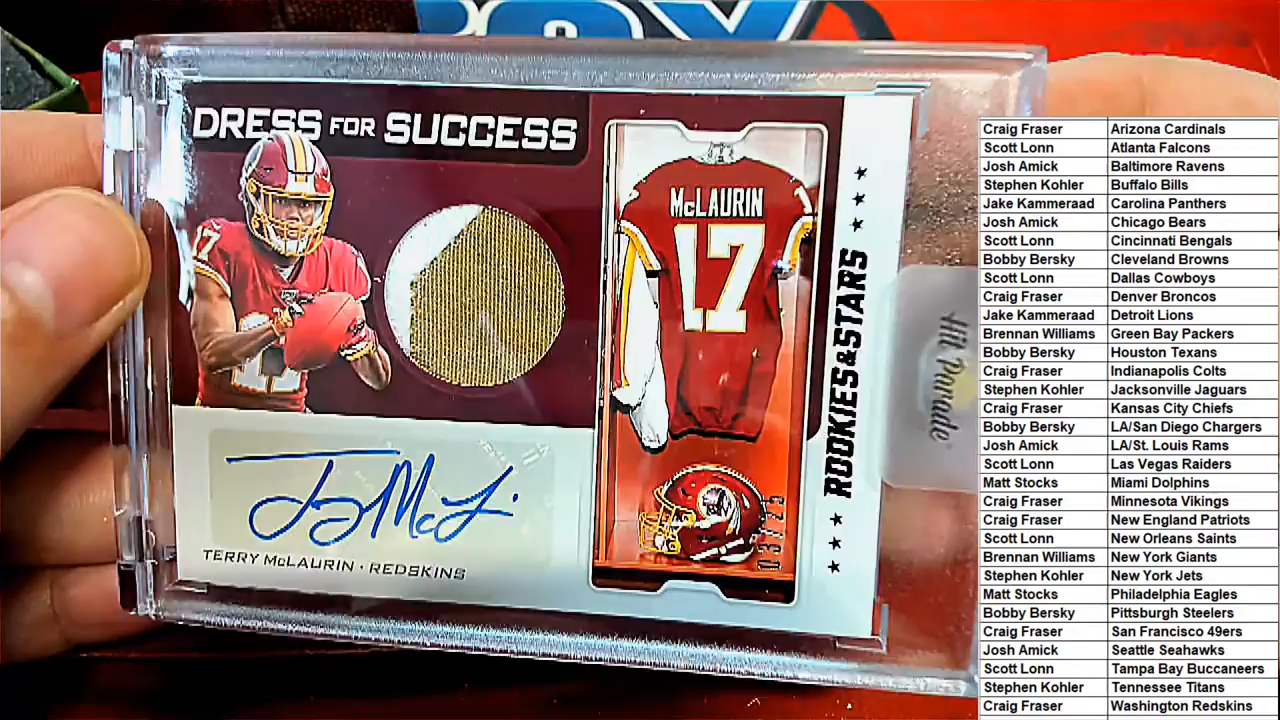 DRESS FOR SUCCESS
17
McLAURIN
17
17
TERRY McLAURIN · REDSKINS
ROOKIES&STARS
03/25
Hit Parade
Craig Fraser Arizona Cardinals
Scott Lonn Atlanta Falcons
Josh Amick Baltimore Ravens
Stephen Kohler Buffalo Bills
Jake Kammeraad Carolina Panthers
Josh Amick Chicago Bears
Scott Lonn Cincinnati Bengals
Bobby Bersky Cleveland Browns
Scott Lonn Dallas Cowboys
Craig Fraser Denver Broncos
Jake Kammeraad Detroit Lions
Brennan Williams Green Bay Packers
Bobby Bersky Houston Texans
Craig Fraser Indianapolis Colts
Stephen Kohler Jacksonville Jaguars
Craig Fraser Kansas City Chiefs
Bobby Bersky LA/San Diego Chargers
Josh Amick LA/St. Louis Rams
Scott Lonn Las Vegas Raiders
Matt Stocks Miami Dolphins
Craig Fraser Minnesota Vikings
Craig Fraser New England Patriots
Scott Lonn New Orleans Saints
Brennan Williams New York Giants
Stephen Kohler New York Jets
Matt Stocks Philadelphia Eagles
Bobby Bersky Pittsburgh Steelers
Craig Fraser San Francisco 49ers
Josh Amick Seattle Seahawks
Scott Lonn Tampa Bay Buccaneers
Stephen Kohler Tennessee Titans
Craig Fraser Washington Redskins